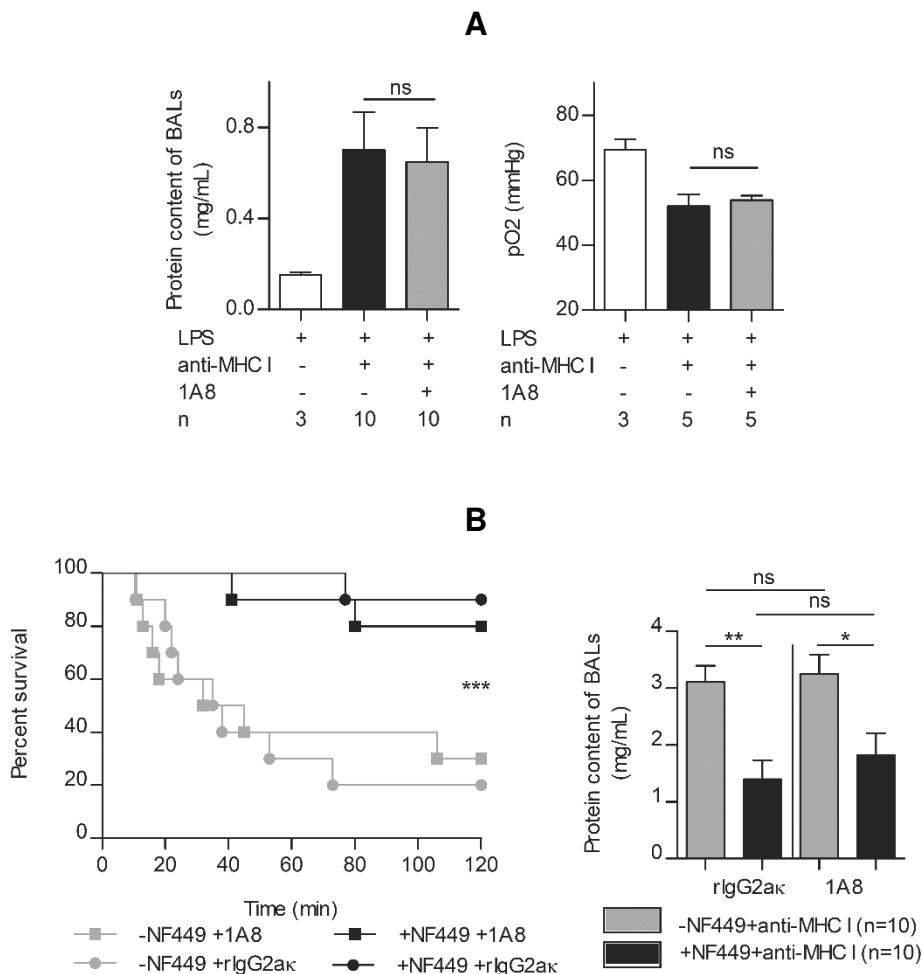 A
ns
0.8
0.4
0.0
Protein content of BALs
(mg/mL)
LPS + + +
anti-MHC I - + +
1A8 - - +
n 3 10 10
ns
80
60
40
20
pO2 (mmHg)
LPS + + +
anti-MHC I - + +
1A8 - - +
n 3 5 5
B
100
80
60
40
20
0
Percent survival
***
0 20 40 60 80 100 120
Time (min)
-NF449 +1A8
+NF449 +1A8
-NF449 +rIgG2aκ
+NF449 +rIgG2aκ
ns
ns
** *
4
3
2
1
0
Protein content of BALs
(mg/mL)
rIgG2aκ 1A8
-NF449+anti-MHC I (n=10)
+NF449+anti-MHC I (n=10)